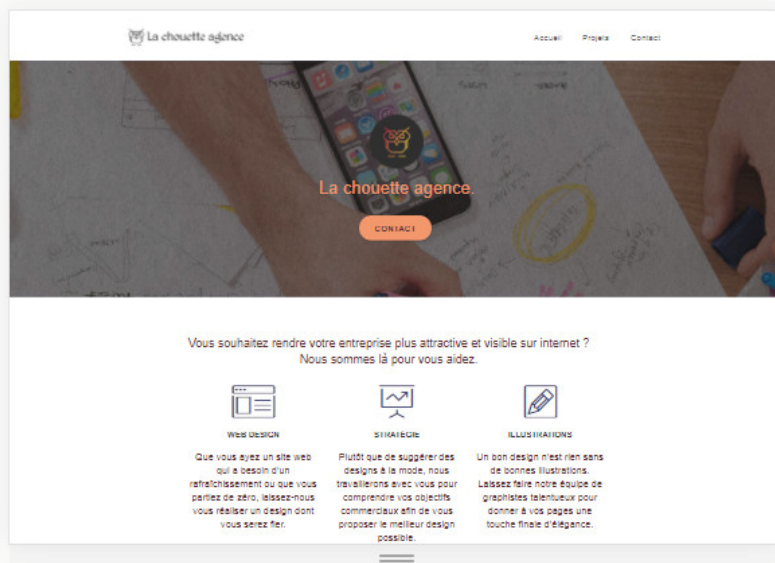 La chouette agence
Accueil Projets Contact
La chouette agence.
CONTACT
Vous souhaitez rendre votre entreprise plus attractive et visible sur internet ?
Nous sommes là pour vous aidez.
WEB DESIGN
Que vous ayez un site web
qui a besoin d'un
rafraîchissement ou que vous
partiez de zéro, laissez-nous
vous réaliser un design dont
vous serez fier.
STRATÉGIE
Plutôt que de suggérer des
designs à la mode, nous
travaillerons avec vous pour
comprendre vos objectifs
commerciaux afin de vous
proposer le meilleur design
possible.
ILLUSTRATIONS
Un bon design n'est rien sans
de bonnes illustrations.
Laissez faire notre équipe de
graphistes talentueux pour
donner à vos pages une
touche finale d'élégance.